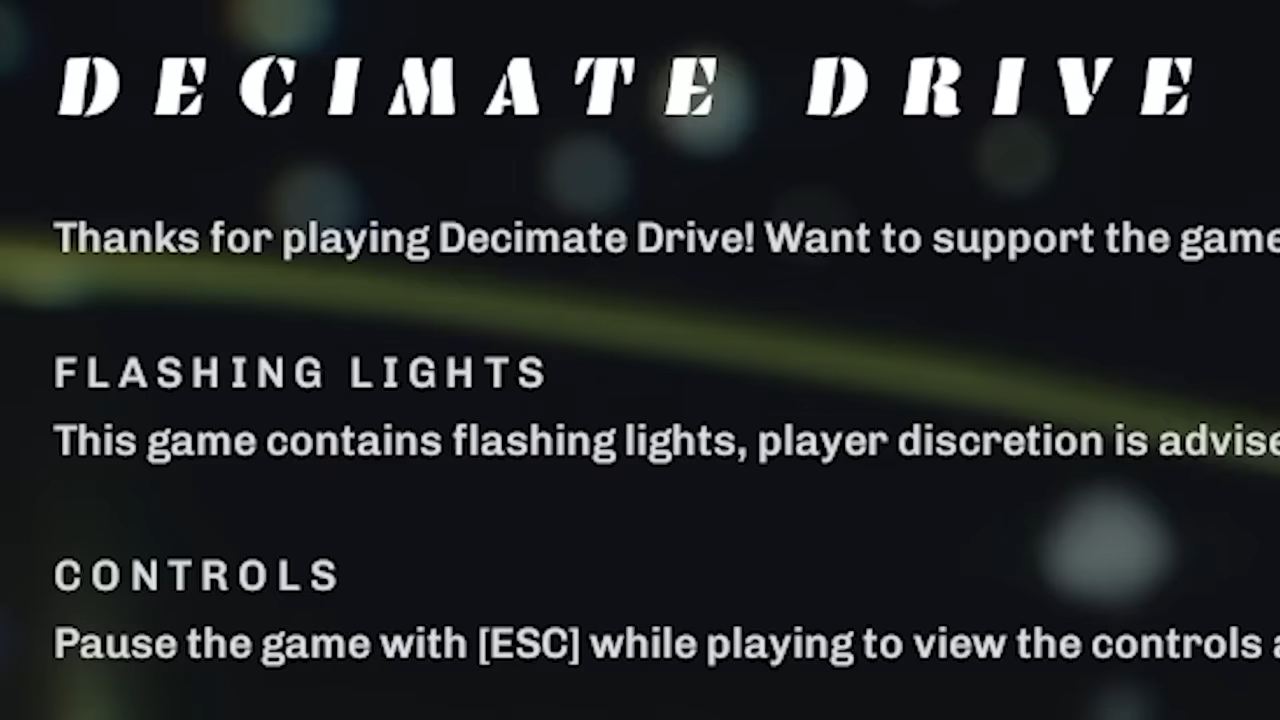 DECIMATE DRIVE
Thanks for playing Decimate Drive! Want to support the game
FLASHING LIGHTS
This game contains flashing lights, player discretion is advise
CONTROLS
Pause the game with [ESC] while playing to view the controls a